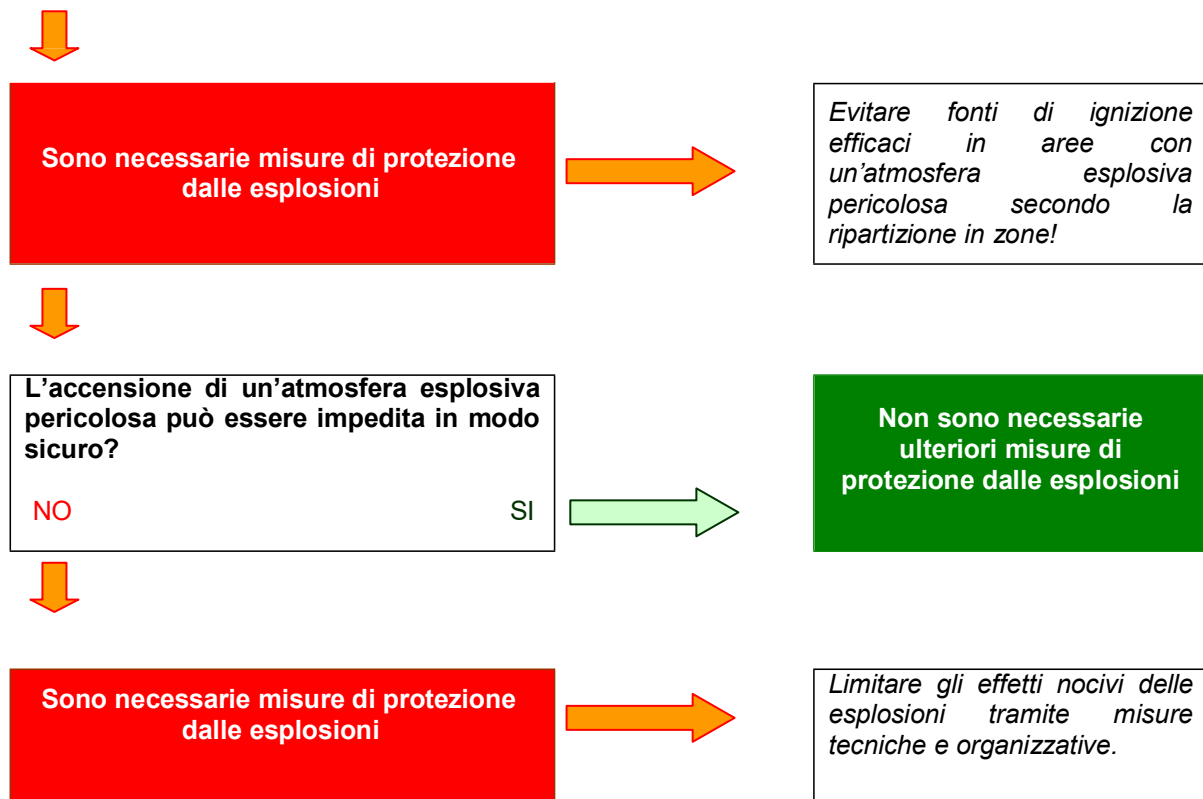 Sono necessarie misure di protezione
dalle esplosioni
Evitare fonti di ignizione
efficaci in aree con
un'atmosfera esplosiva
pericolosa secondo la
ripartizione in zone!
L'accensione di un'atmosfera esplosiva
pericolosa può essere impedita in modo
sicuro?
NO SI
Non sono necessarie
ulteriori misure di
protezione dalle esplosioni
Sono necessarie misure di protezione
dalle esplosioni
Limitare gli effetti nocivi delle
esplosioni tramite misure
tecniche e organizzative.